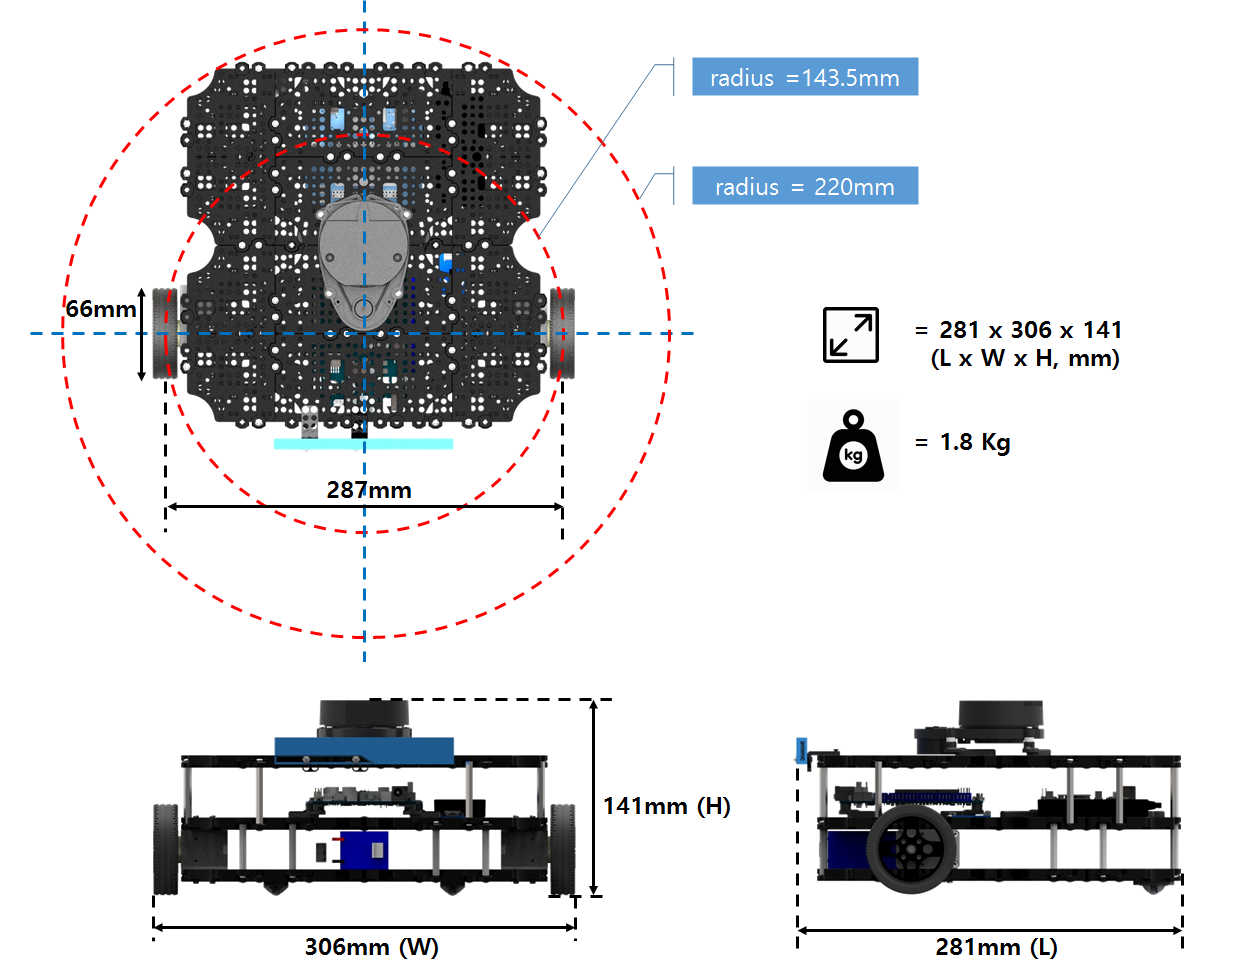 radius =143.5mm
radius = 220mm
66mm
= 281 x 306 x 141
(L x W x H, mm)
kg
= 1.8 Kg
287mm
141mm (H)
306mm (W)
281mm (L)